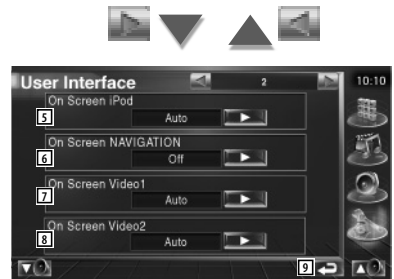 User Interface 2 10:10
On Screen iPod
5 Auto
On Screen NAVIGATION
6 Off
On Screen Video1
7 Auto
On Screen Video2
8 Auto
9